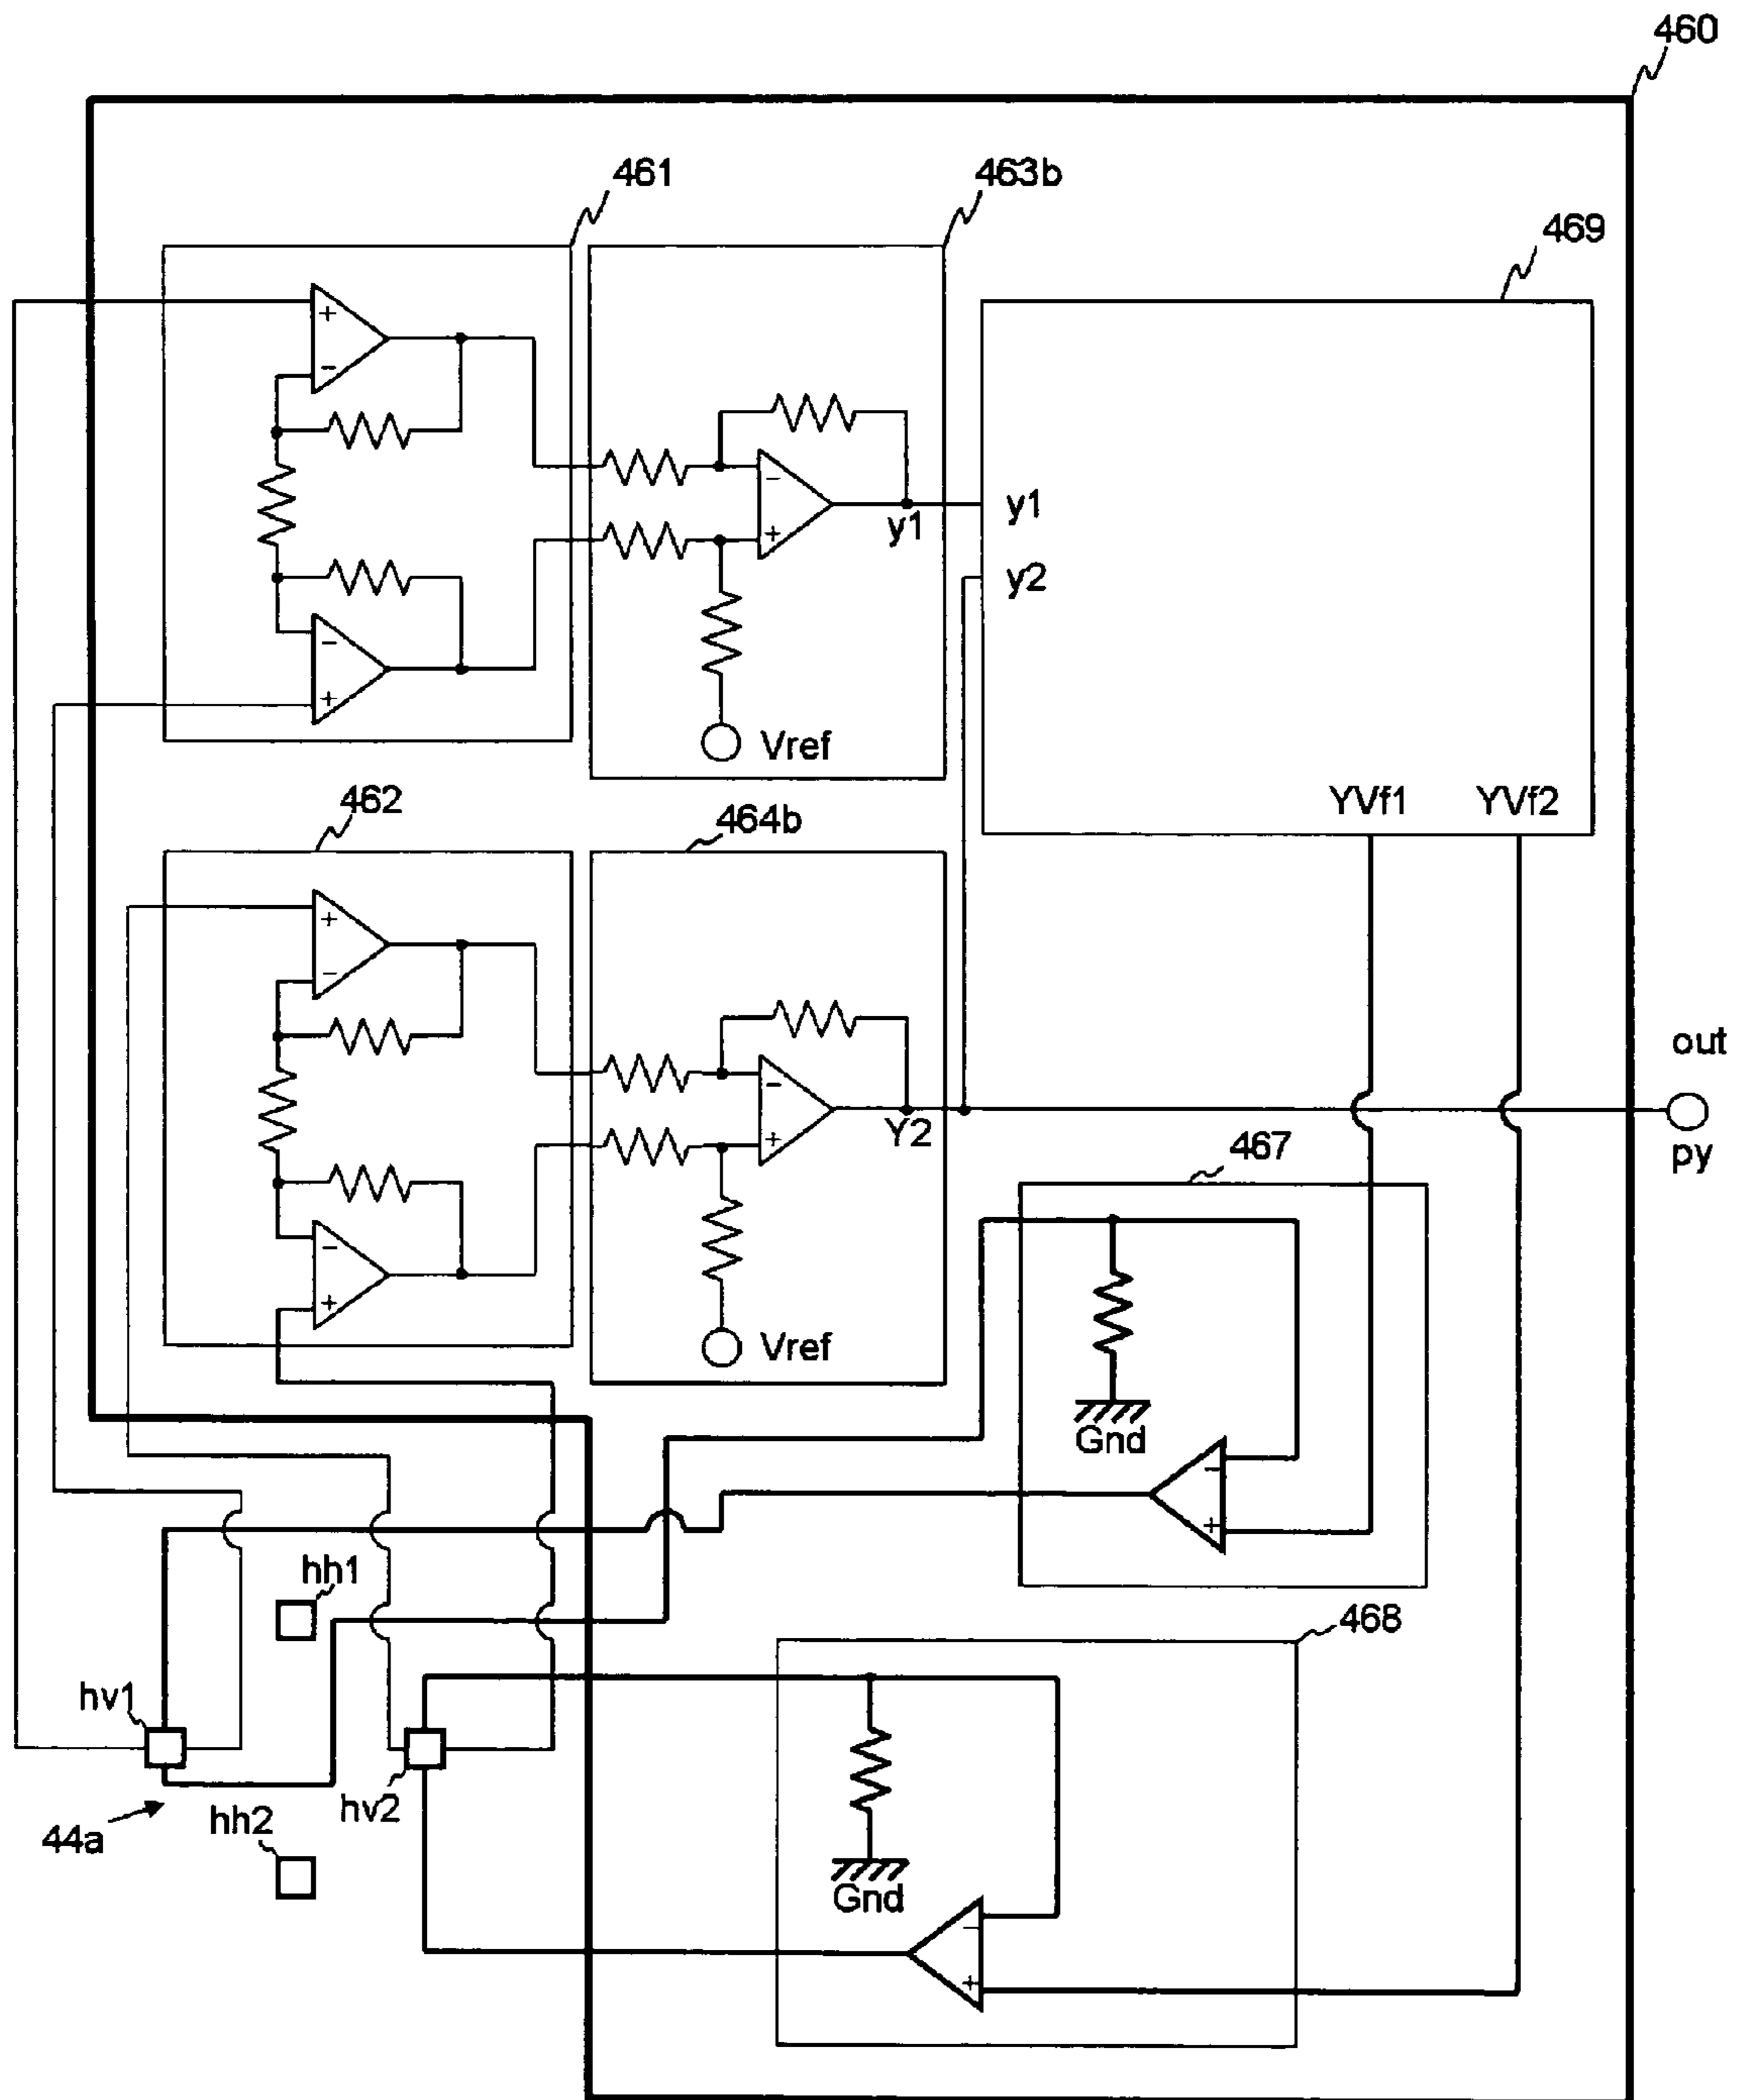 460
461
463b
469
+
−
−
+
−
+
y1
y1
y2
Vref
YVf1
YVf2
462
464b
+
−
−
+
−
+
Y2
Vref
out
py
467
Gnd
−
+
hh1
468
hv1
hh2
hv2
44a
Gnd
−
+